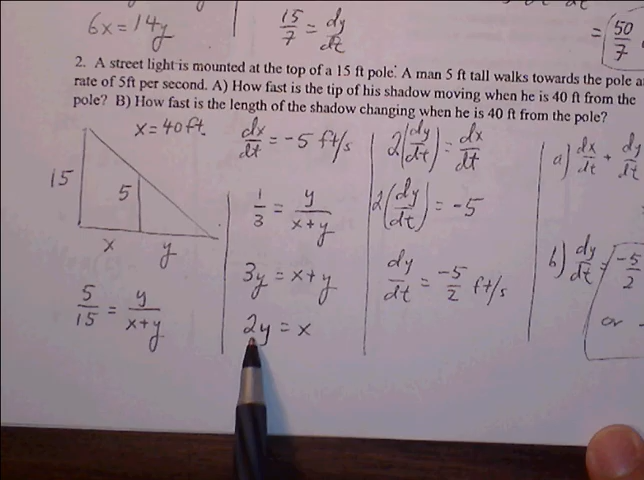 6x = 14y
15/7 = dy/dt
= 50/7
2. A street light is mounted at the top of a 15 ft pole. A man 5 ft tall walks towards the pole a
rate of 5ft per second. A) How fast is the tip of his shadow moving when he is 40 ft from the
pole? B) How fast is the length of the shadow changing when he is 40 ft from the pole?
x = 40 ft.
15
5
x
y
5/15 = y/x+y
dx/dt = -5 ft/s
1/3 = y/x+y
3y = x+y
2y = x
2(dy/dt) = dx/dt
2(dy/dt) = -5
dy/dt = -5/2 ft/s
a) dx/dt + dy/dt
b) dy/dt = -5/2
or